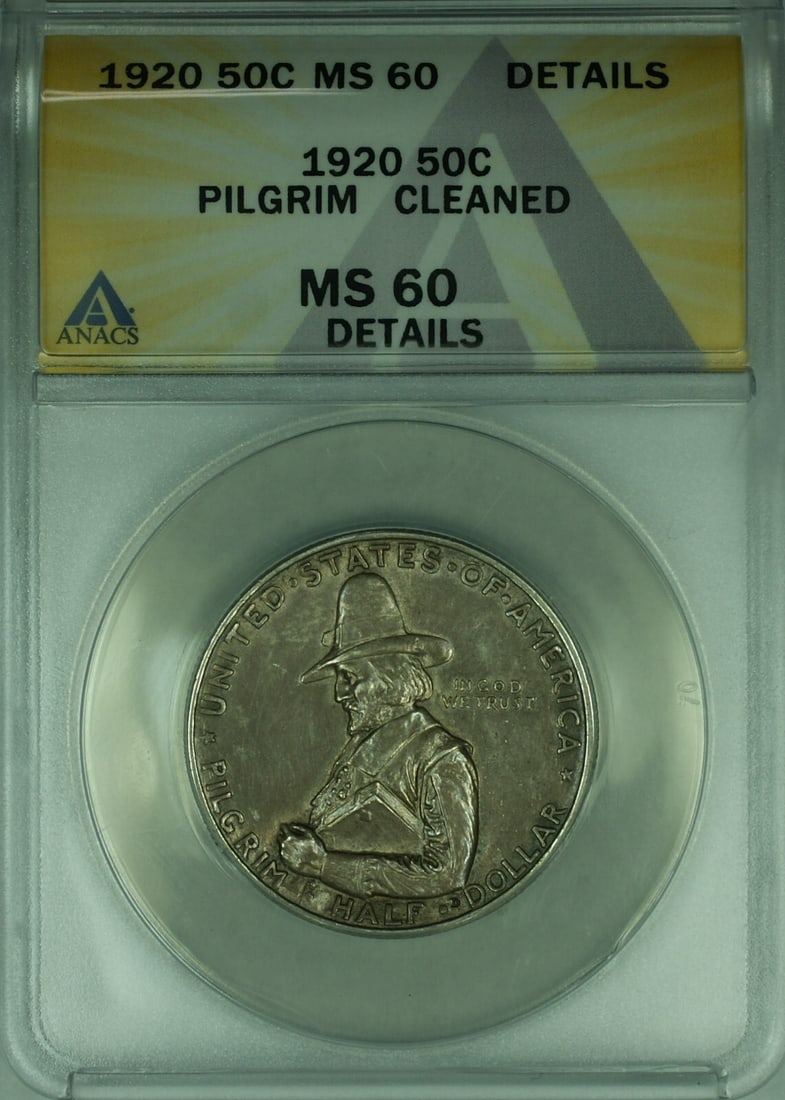 1920 50C MS 60 DETAILS
1920 50C
PILGRIM CLEANED
MS 60
DETAILS
ANACS
UNITED·STATES·OF·AMERICA
IN GOD
WE TRUST
PILGRIM HALF DOLLAR